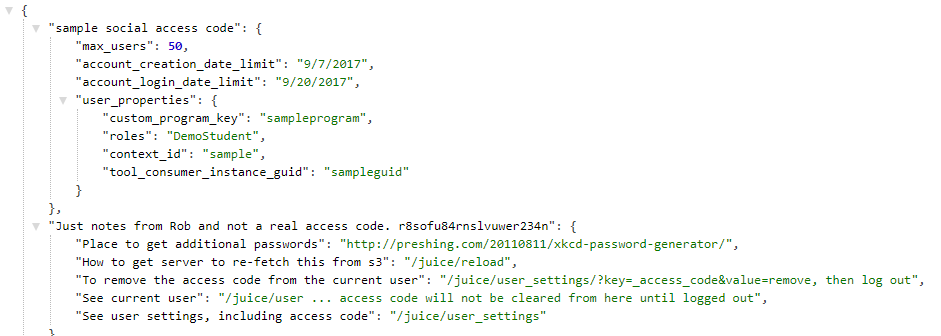 {
"sample social access code": {
"max_users": 50,
"account_creation_date_limit": "9/7/2017",
"account_login_date_limit": "9/20/2017",
"user_properties": {
"custom_program_key": "sampleprogram",
"roles": "DemoStudent",
"context_id": "sample",
"tool_consumer_instance_guid": "sampleguid"
}
},
"Just notes from Rob and not a real access code. r8sofu84rnslvuwer234n": {
"Place to get additional passwords": "http://preshing.com/20110811/xkcd-password-generator/",
"How to get server to re-fetch this from s3": "/juice/reload",
"To remove the access code from the current user": "/juice/user_settings/?key=_access_code&value=remove, then log out",
"See current user": "/juice/user ... access code will not be cleared from here until logged out",
"See user settings, including access code": "/juice/user_settings"
}